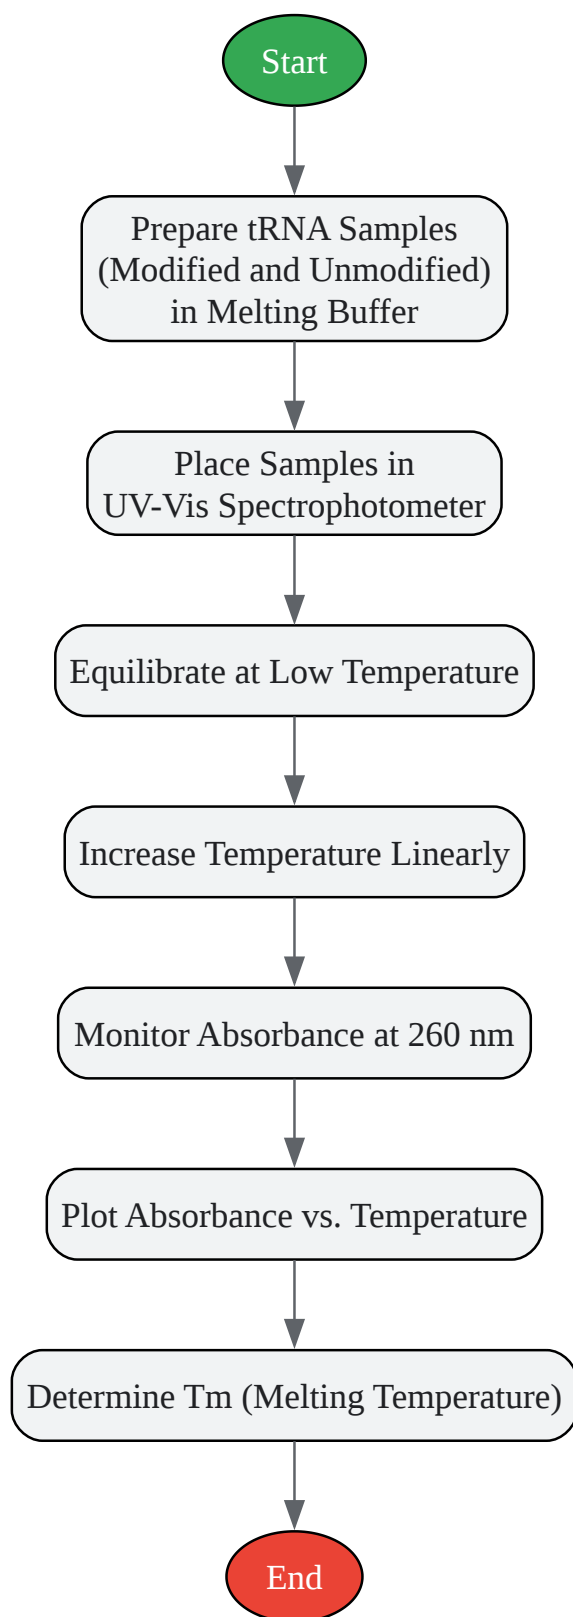 Start
Prepare tRNA Samples
(Modified and Unmodified)
in Melting Buffer
Place Samples in
UV-Vis Spectrophotometer
Equilibrate at Low Temperature
Increase Temperature Linearly
Monitor Absorbance at 260 nm
Plot Absorbance vs. Temperature
Determine Tm (Melting Temperature)
End